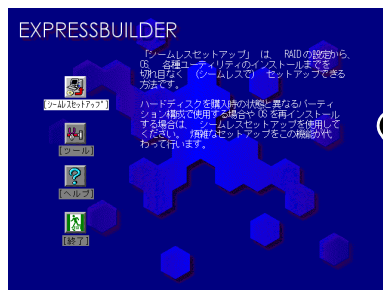 EXPRESSBUILDER
「シームレスセットアップ」 は、 RAIDの設定から、
OS、 各種ユーティリティのインストールまでを
切れ目なく (シームレスで) セットアップできる
方法です。
[シームレスセットアップ]
ハードディスクを購入時の状態と異なるパーティ
ション構成で使用する場合や OS を再インストール
する場合は、 シームレスセットアップを使用して
ください。 煩雑なセットアップをこの機能が代
わって行います。
[ツール]
[ヘルプ]
[終了]